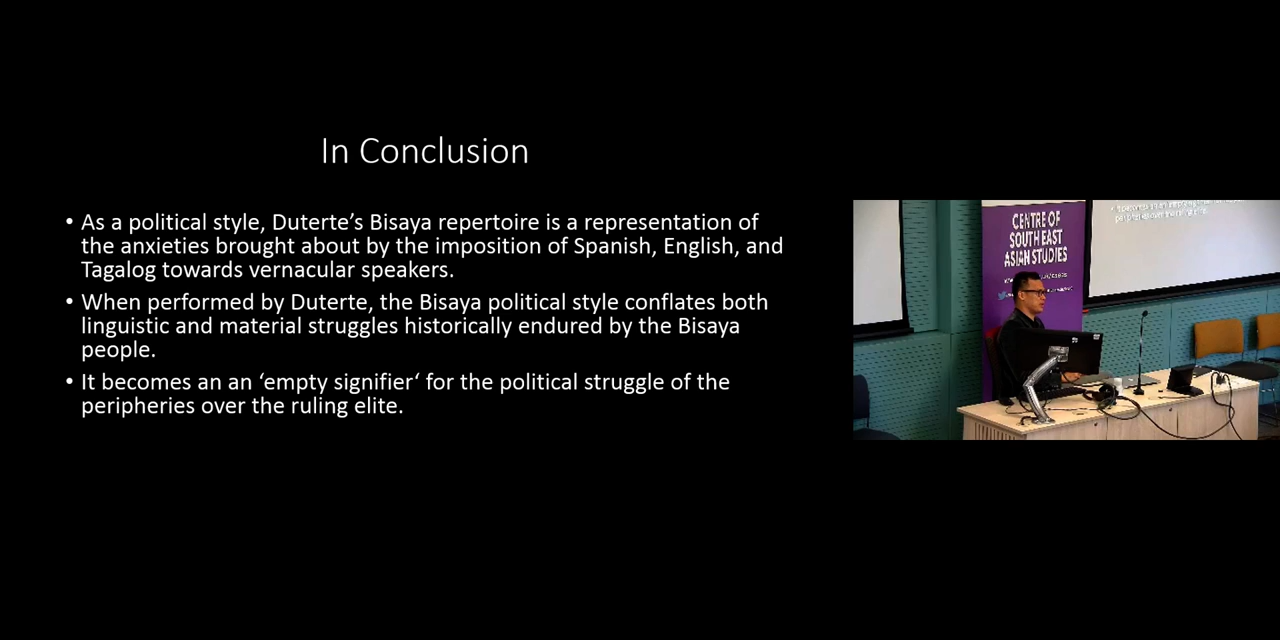 In Conclusion
• As a political style, Duterte’s Bisaya repertoire is a representation of
the anxieties brought about by the imposition of Spanish, English, and
Tagalog towards vernacular speakers.
• When performed by Duterte, the Bisaya political style conflates both
linguistic and material struggles historically endured by the Bisaya
people.
• It becomes an an ‘empty signifier‘ for the political struggle of the
peripheries over the ruling elite.
CENTRE OF
SOUTH EAST
ASIAN STUDIES